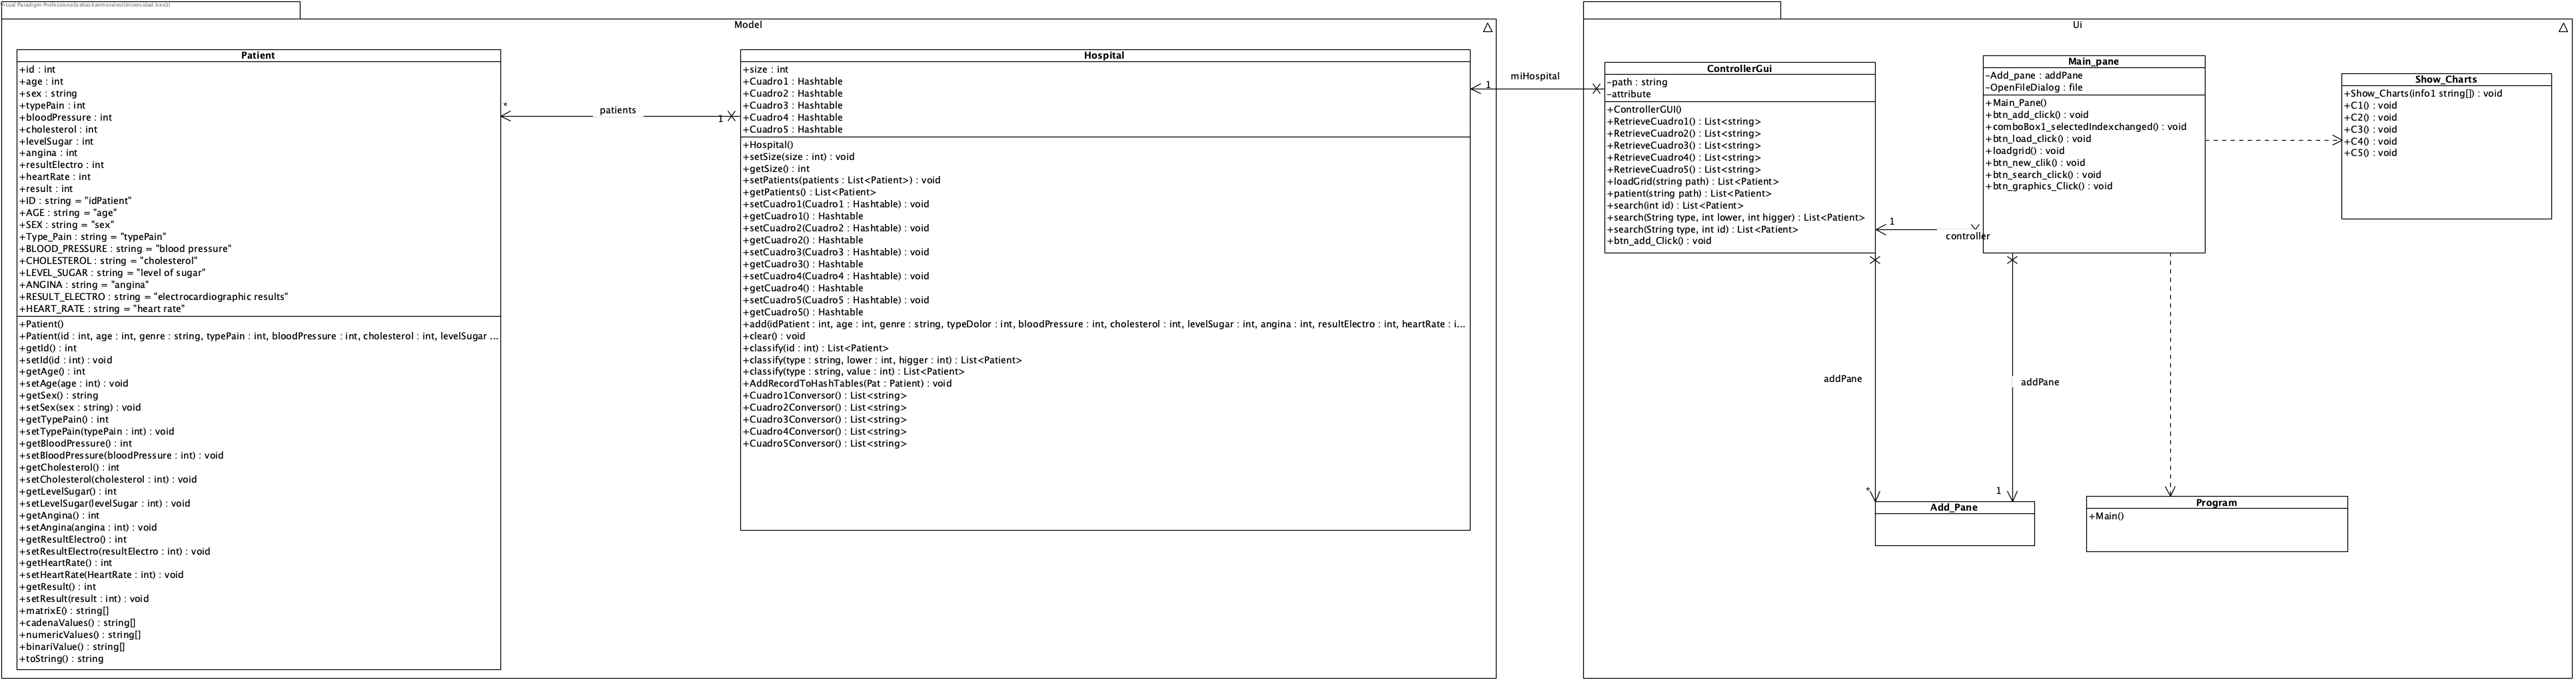 Visual Paradigm Professional(sebastianmorales(Universidad Icesi))
Model
Patient
+id : int
+age : int
+sex : string
+typePain : int
+bloodPressure : int
+cholesterol : int
+levelSugar : int
+angina : int
+resultElectro : int
+heartRate : int
+result : int
+ID : string = "idPatient"
+AGE : string = "age"
+SEX : string = "sex"
+Type_Pain : string = "typePain"
+BLOOD_PRESSURE : string = "blood pressure"
+CHOLESTEROL : string = "cholesterol"
+LEVEL_SUGAR : string = "level of sugar"
+ANGINA : string = "angina"
+RESULT_ELECTRO : string = "electrocardiographic results"
+HEART_RATE : string = "heart rate"
+Patient()
+Patient(id : int, age : int, genre : string, typePain : int, bloodPressure : int, cholesterol : int, levelSugar ...
+getId() : int
+setId(id : int) : void
+getAge() : int
+setAge(age : int) : void
+getSex() : string
+setSex(sex : string) : void
+getTypePain() : int
+setTypePain(typePain : int) : void
+getBloodPressure() : int
+setBloodPressure(bloodPressure : int) : void
+getCholesterol() : int
+setCholesterol(cholesterol : int) : void
+getLevelSugar() : int
+setLevelSugar(levelSugar : int) : void
+getAngina() : int
+setAngina(angina : int) : void
+getResultElectro() : int
+setResultElectro(resultElectro : int) : void
+getHeartRate() : int
+setHeartRate(HeartRate : int) : void
+getResult() : int
+setResult(result : int) : void
+matrixE() : string[]
+cadenaValues() : string[]
+numericValues() : string[]
+binariValue() : string[]
+toString() : string
*
patients
1
Hospital
+size : int
+Cuadro1 : Hashtable
+Cuadro2 : Hashtable
+Cuadro3 : Hashtable
+Cuadro4 : Hashtable
+Cuadro5 : Hashtable
+Hospital()
+setSize(size : int) : void
+getSize() : int
+setPatients(patients : List<Patient>) : void
+getPatients() : List<Patient>
+setCuadro1(Cuadro1 : Hashtable) : void
+getCuadro1() : Hashtable
+setCuadro2(Cuadro2 : Hashtable) : void
+getCuadro2() : Hashtable
+setCuadro3(Cuadro3 : Hashtable) : void
+getCuadro3() : Hashtable
+setCuadro4(Cuadro4 : Hashtable) : void
+getCuadro4() : Hashtable
+setCuadro5(Cuadro5 : Hashtable) : void
+getCuadro5() : Hashtable
+add(idPatient : int, age : int, genre : string, typeDolor : int, bloodPressure : int, cholesterol : int, levelSugar : int, angina : int, resultElectro : int, heartRate : i...
+clear() : void
+classify(id : int) : List<Patient>
+classify(type : string, lower : int, higger : int) : List<Patient>
+classify(type : string, value : int) : List<Patient>
+AddRecordToHashTables(Pat : Patient) : void
+Cuadro1Conversor() : List<string>
+Cuadro2Conversor() : List<string>
+Cuadro3Conversor() : List<string>
+Cuadro4Conversor() : List<string>
+Cuadro5Conversor() : List<string>
1
miHospital
Ui
ControllerGui
-path : string
-attribute
+ControllerGUI()
+RetrieveCuadro1() : List<string>
+RetrieveCuadro2() : List<string>
+RetrieveCuadro3() : List<string>
+RetrieveCuadro4() : List<string>
+RetrieveCuadro5() : List<string>
+loadGrid(string path) : List<Patient>
+patient(string path) : List<Patient>
+search(int id) : List<Patient>
+search(String type, int lower, int higger) : List<Patient>
+search(String type, int id) : List<Patient>
+btn_add_Click() : void
1
controller
Main_pane
-Add_pane : addPane
-OpenFileDialog : file
+Main_Pane()
+btn_add_click() : void
+comboBox1_selectedIndexchanged() : void
+btn_load_click() : void
+loadgrid() : void
+btn_new_clik() : void
+btn_search_click() : void
+btn_graphics_Click() : void
Show_Charts
+Show_Charts(info1 string[]) : void
+C1() : void
+C2() : void
+C3() : void
+C4() : void
+C5() : void
addPane
addPane
*
1
Add_Pane
Program
+Main()